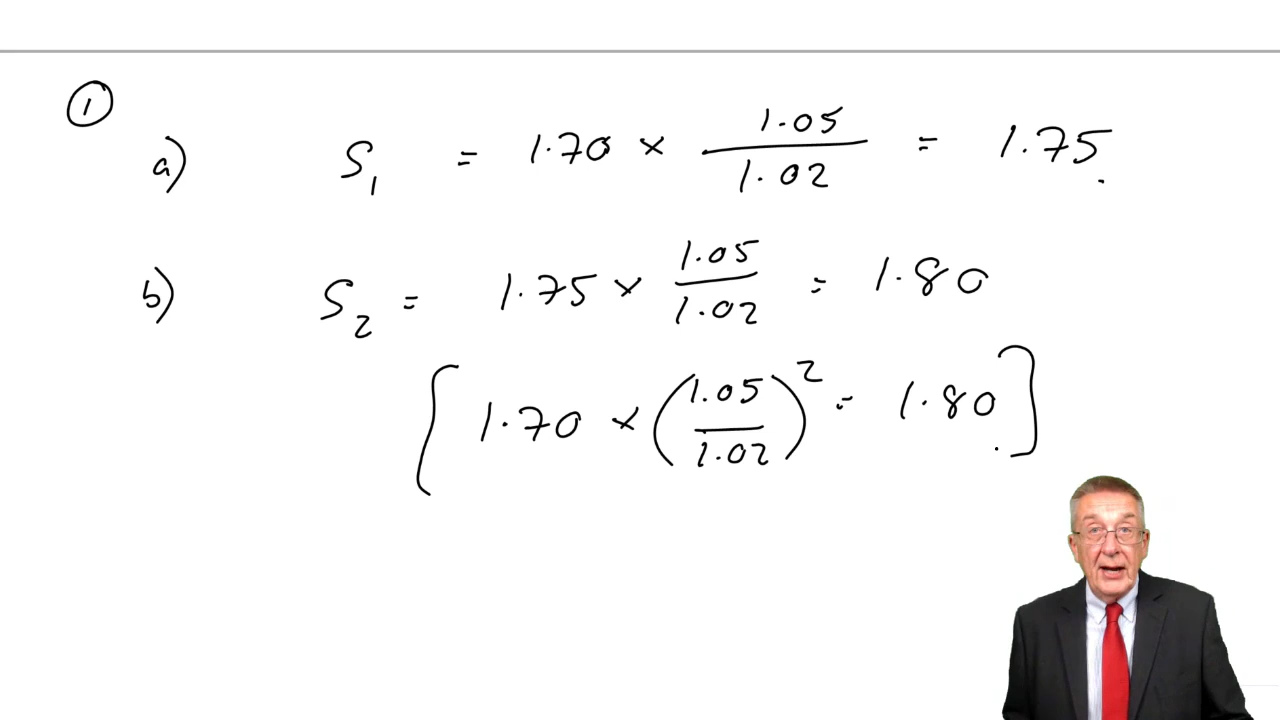 ①
a) S₁ = 1.70 × 1.05/1.02 = 1.75.
b) S₂ = 1.75 × 1.05/1.02 = 1.80
[1.70 × (1.05/1.02)² = 1.80.]